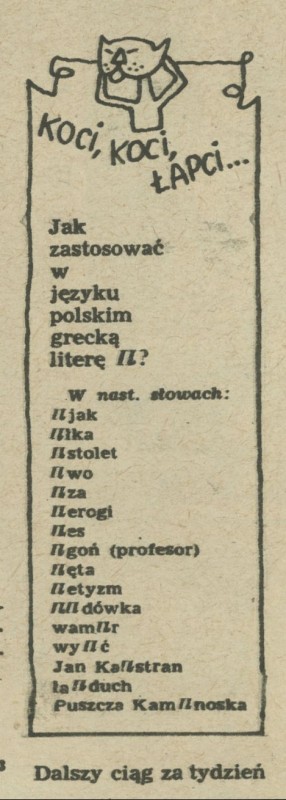 KOCI, KOCI,
ŁAPCI...
Jak
zastosować
w
języku
polskim
grecką
literę π?
W nast. słowach:
πjak
πłka
πstolet
πwo
πza
πerogi
πes
πgoń (profesor)
πęta
πetyzm
ππdówka
wamπr
wyπć
Jan Kaπstran
łaπduch
Puszcza Kamπnoska
Dalszy ciąg za tydzień